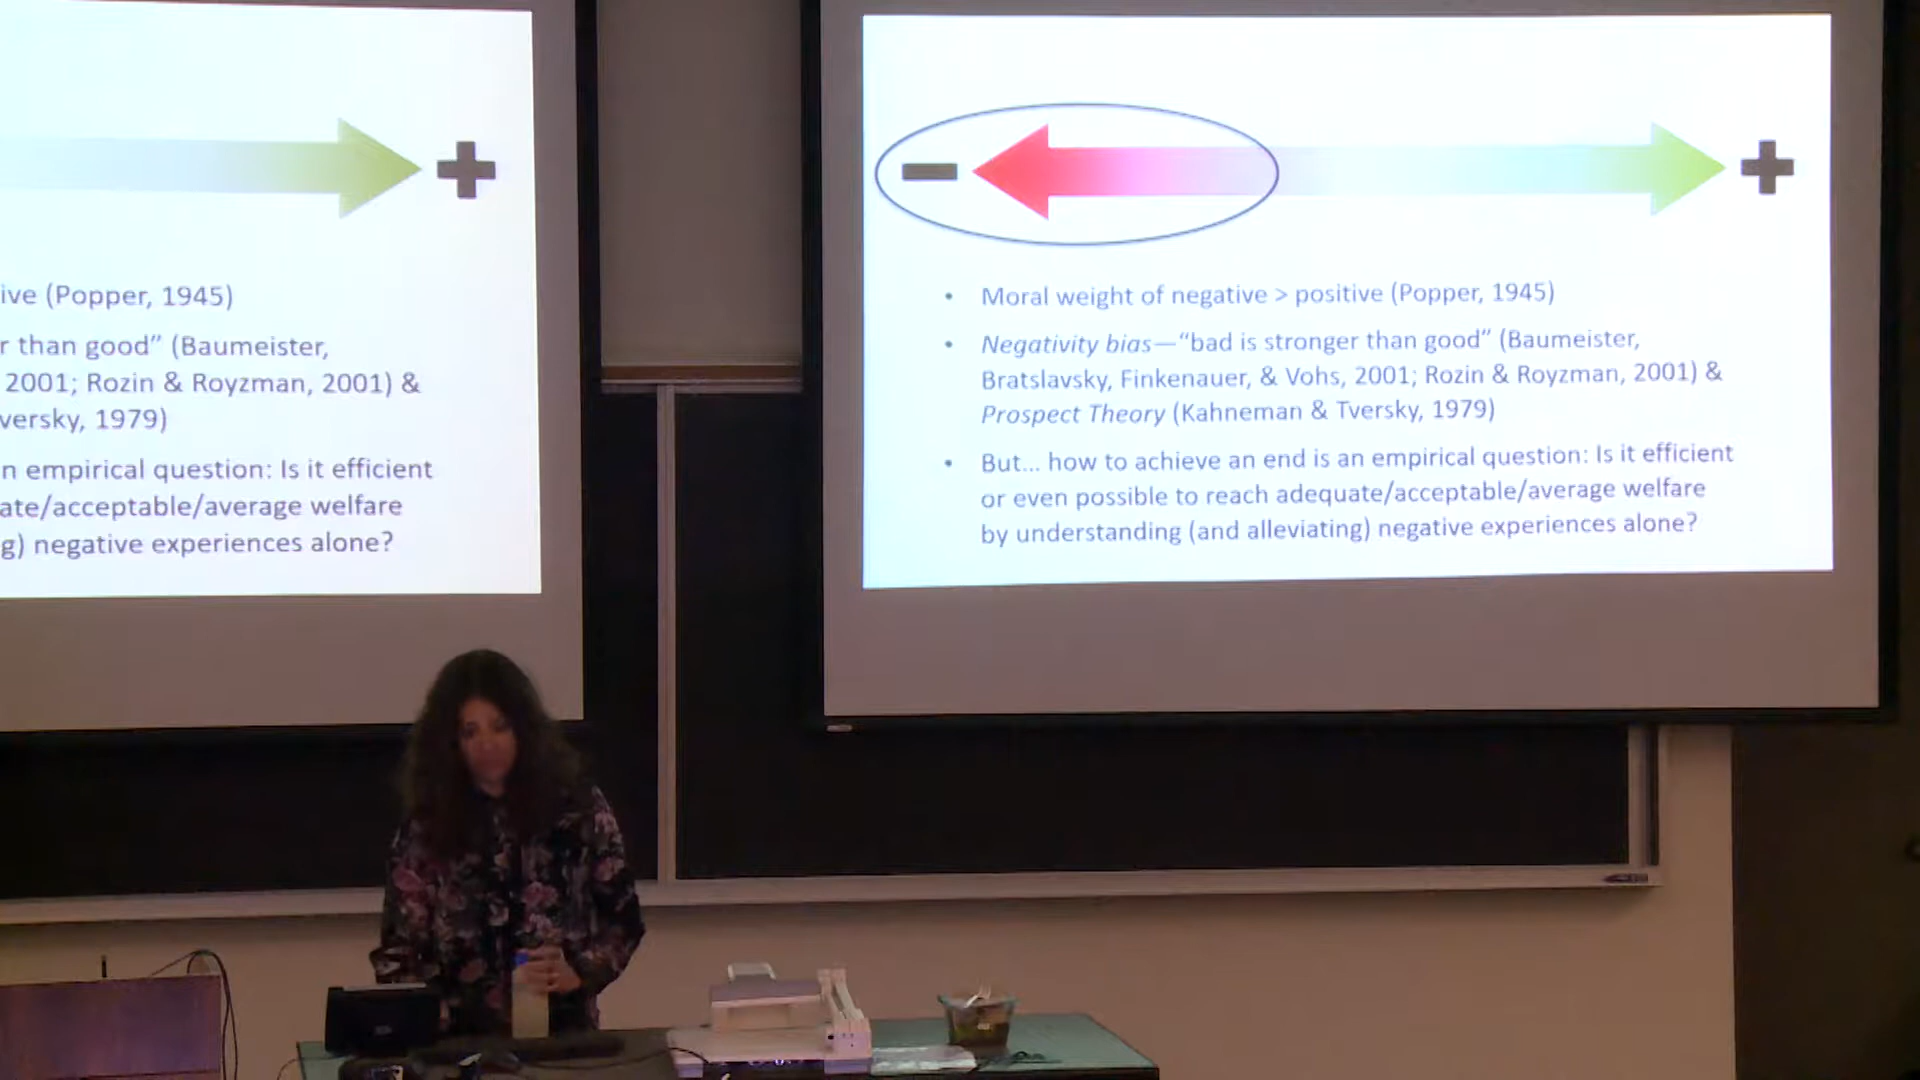 ive (Popper, 1945)
r than good” (Baumeister,
2001; Rozin & Royzman, 2001) &
versky, 1979)
n empirical question: Is it efficient
ate/acceptable/average welfare
g) negative experiences alone?
• Moral weight of negative > positive (Popper, 1945)
• Negativity bias—“bad is stronger than good” (Baumeister,
Bratslavsky, Finkenauer, & Vohs, 2001; Rozin & Royzman, 2001) &
Prospect Theory (Kahneman & Tversky, 1979)
• But... how to achieve an end is an empirical question: Is it efficient
or even possible to reach adequate/acceptable/average welfare
by understanding (and alleviating) negative experiences alone?